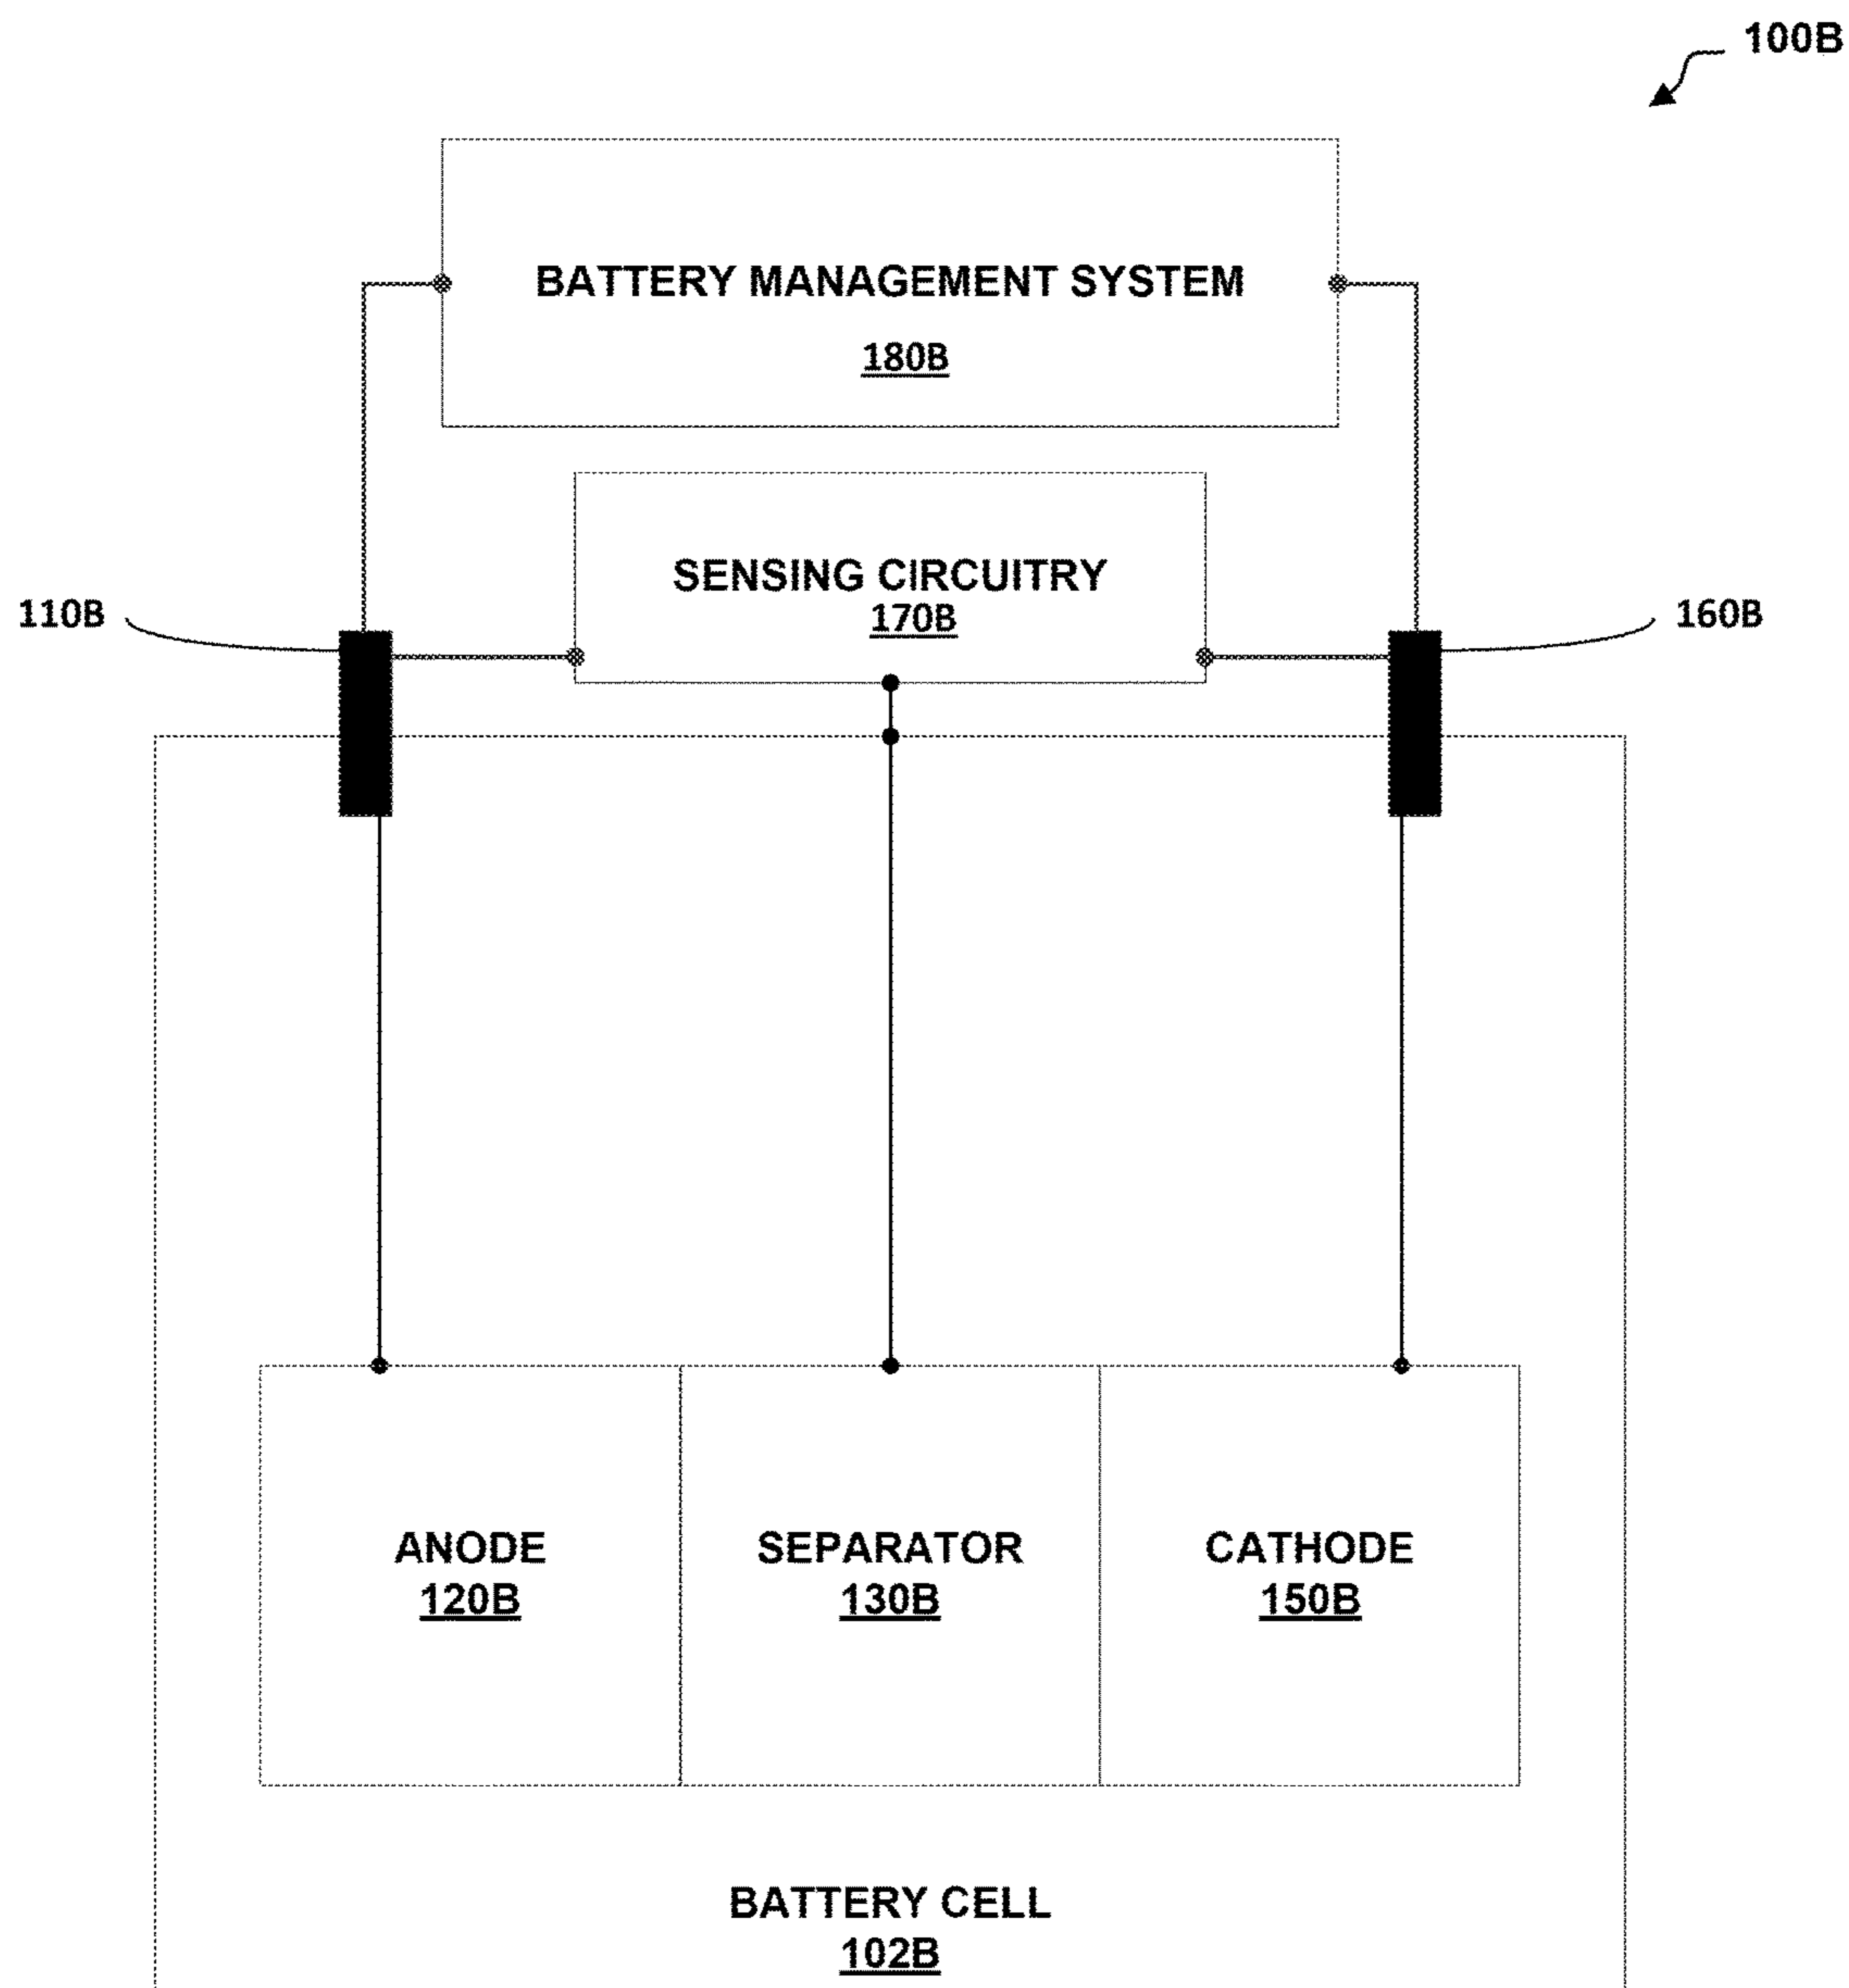 100B
BATTERY MANAGEMENT SYSTEM
180B
SENSING CIRCUITRY
170B
110B
160B
ANODE
120B
SEPARATOR
130B
CATHODE
150B
BATTERY CELL
102B